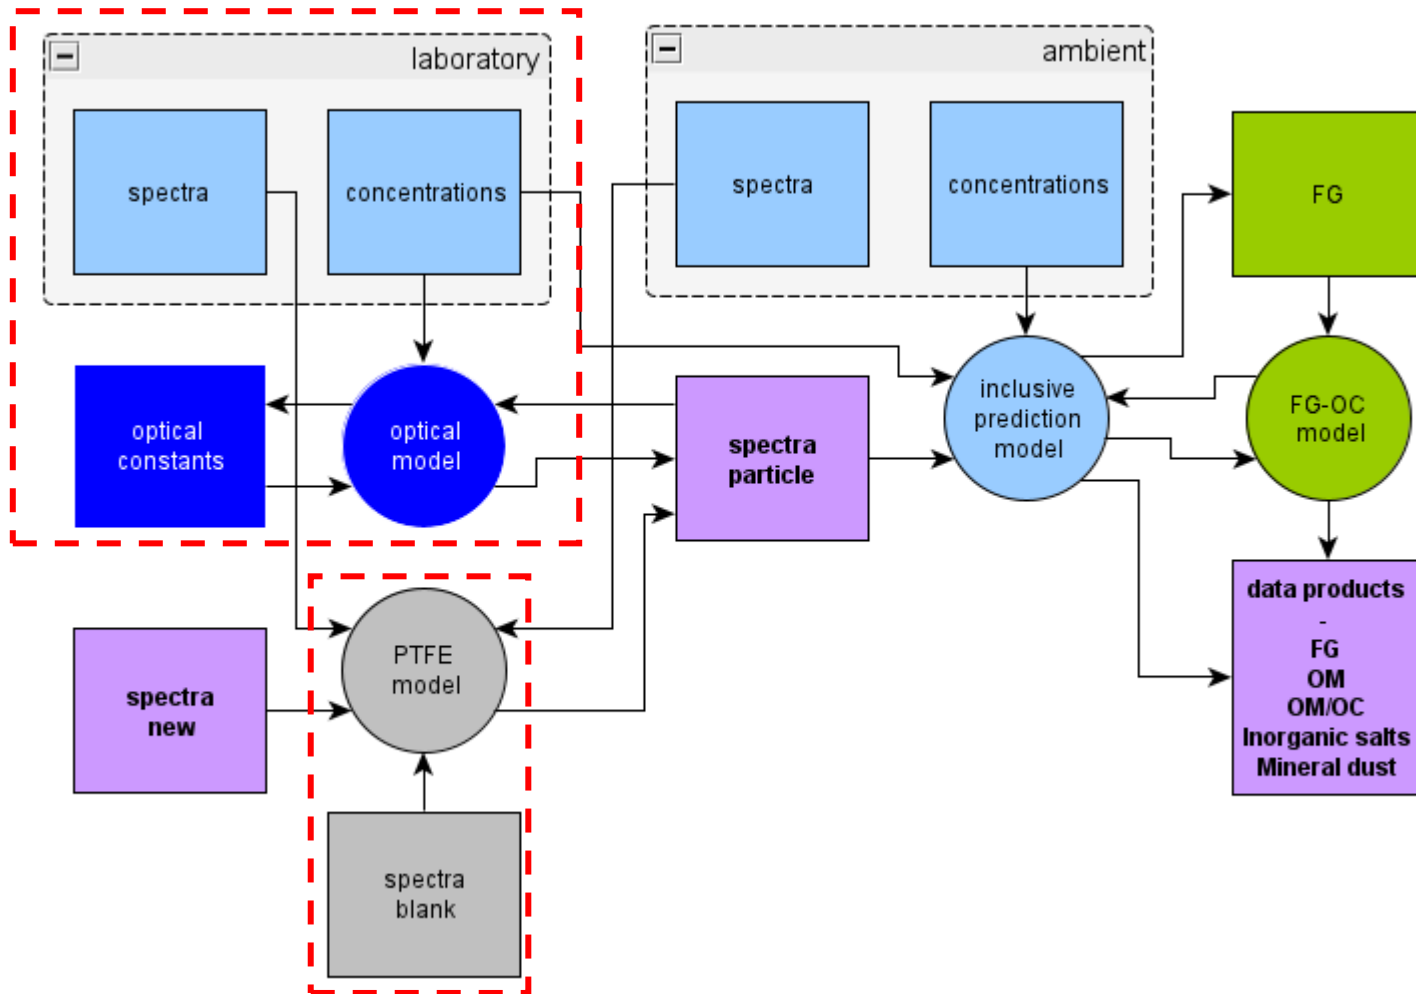 laboratory
ambient
spectra
concentrations
spectra
concentrations
FG
optical
constants
optical
model
spectra
particle
inclusive
prediction
model
FG-OC
model
spectra
new
PTFE
model
data products
-
FG
OM
OM/OC
Inorganic salts
Mineral dust
spectra
blank